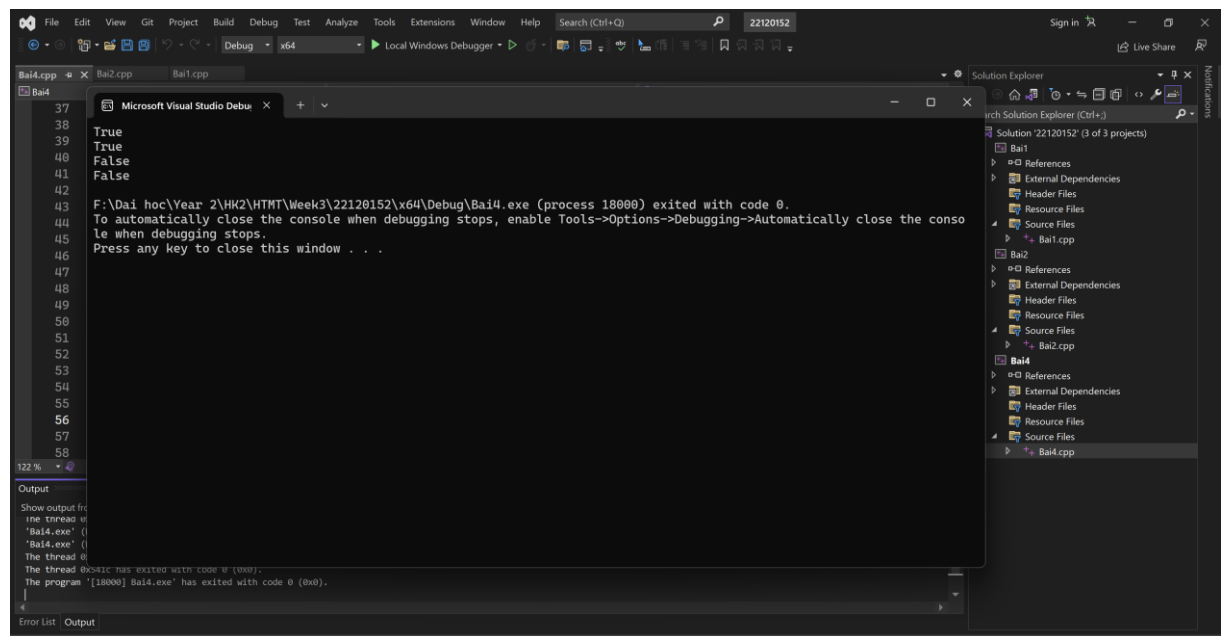 File Edit View Git Project Build Debug Test Analyze Tools Extensions Window Help Search (Ctrl+Q) 22120152 Sign in
Debug x64 Local Windows Debugger Live Share
Bai4.cpp Bai2.cpp Bai1.cpp
Bai4
Microsoft Visual Studio Debu
37
38
39
40
41
42
43
44
45
46
47
48
49
50
51
52
53
54
55
56
57
58
True
True
False
False
F:\Dai hoc\Year 2\HK2\HTMT\Week3\22120152\x64\Debug\Bai4.exe (process 18000) exited with code 0.
To automatically close the console when debugging stops, enable Tools->Options->Debugging->Automatically close the conso
le when debugging stops.
Press any key to close this window . . .
122 %
Output
Show output fr
The thread
'Bai4.exe' (
'Bai4.exe' (
The thread 0
The thread 0x541c has exited with code 0 (0x0).
The program '[18000] Bai4.exe' has exited with code 0 (0x0).
Error List Output
Solution Explorer
rch Solution Explorer (Ctrl+;)
Solution '22120152' (3 of 3 projects)
Bai1
References
External Dependencies
Header Files
Resource Files
Source Files
Bai1.cpp
Bai2
References
External Dependencies
Header Files
Resource Files
Source Files
Bai2.cpp
Bai4
References
External Dependencies
Header Files
Resource Files
Source Files
Bai4.cpp
Notifications